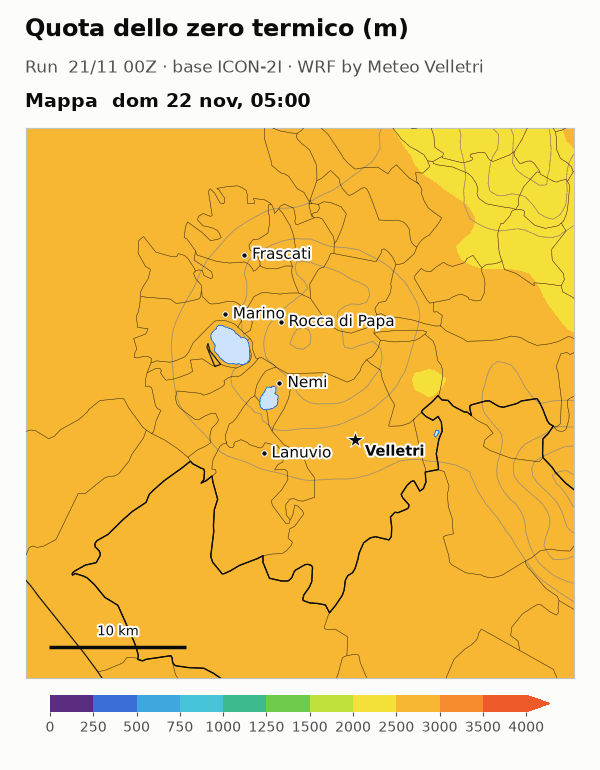 Quota dello zero termico (m)
Run  21/11 00Z · base ICON-2I · WRF by Meteo Velletri
Mappa  dom 22 nov, 05:00
Frascati
Marino
Rocca di Papa
Nemi
Velletri
Lanuvio
10 km
0 250 500 750 1000 1250 1500 2000 2500 3000 3500 4000